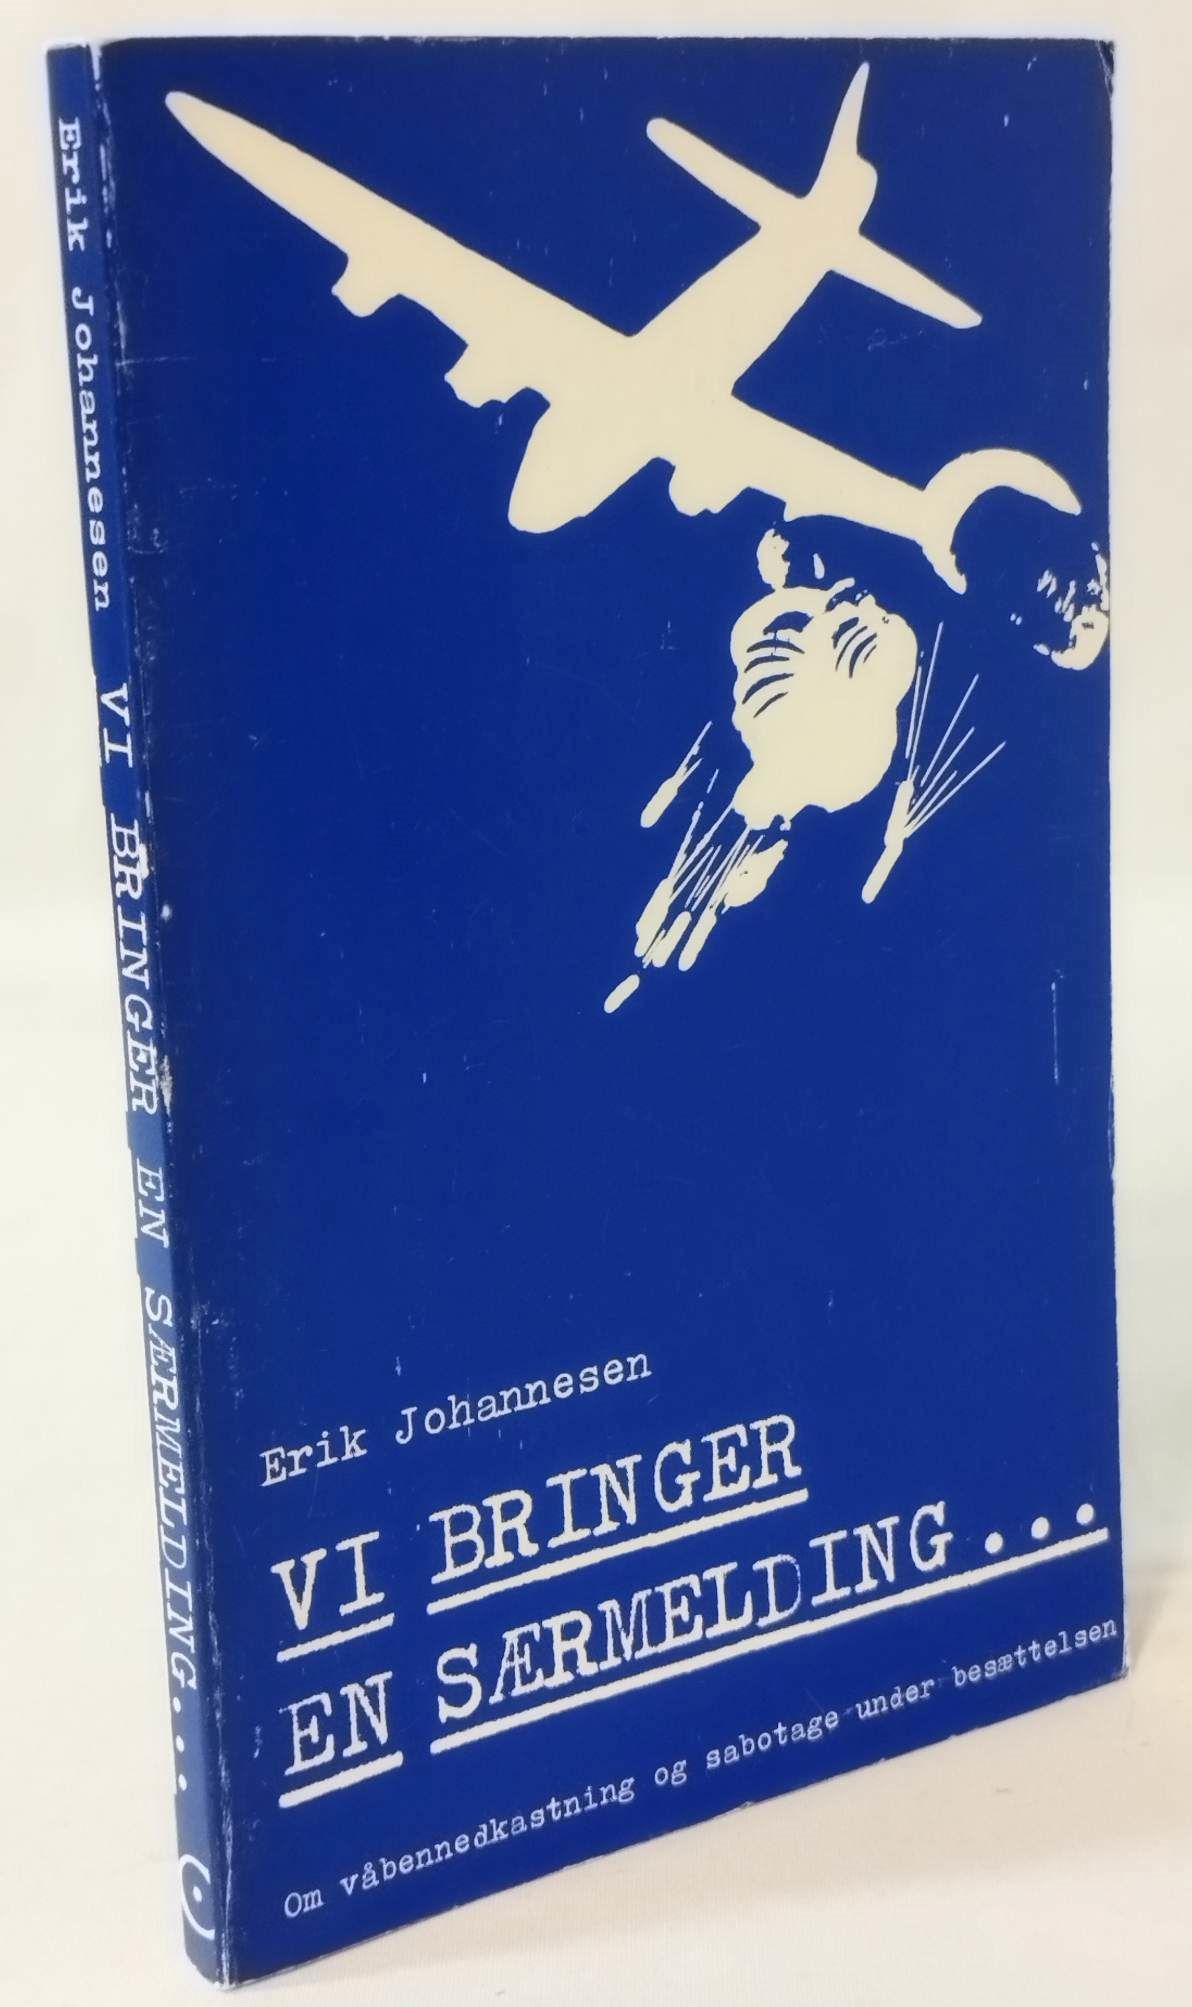 Erik Johannesen VI BRINGER EN SÆRMELDING...
Erik Johannesen
VI BRINGER
EN SÆRMELDING...
Om våbennedkastning og sabotage under besættelsen